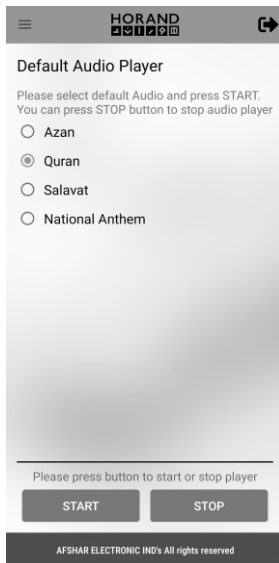 HORAND
Default Audio Player
Please select default Audio and press START.
You can press STOP button to stop audio player
Azan
Quran
Salavat
National Anthem
Please press button to start or stop player
START
STOP
AFSHAR ELECTRONIC IND's All rights reserved